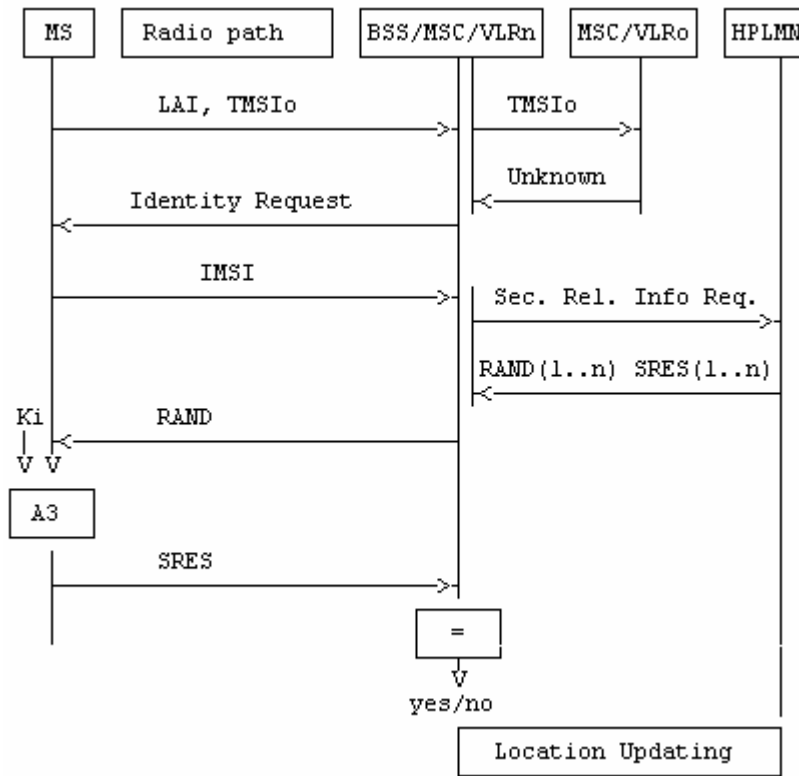 MS Radio path BSS/MSC/VLRn MSC/VLRo HPLMN
LAI, TMSIo TMSIo
Unknown
Identity Request
IMSI
Sec. Rel. Info Req.
RAND(1..n) SRES(1..n)
Ki RAND
A3
SRES
=
yes/no
Location Updating